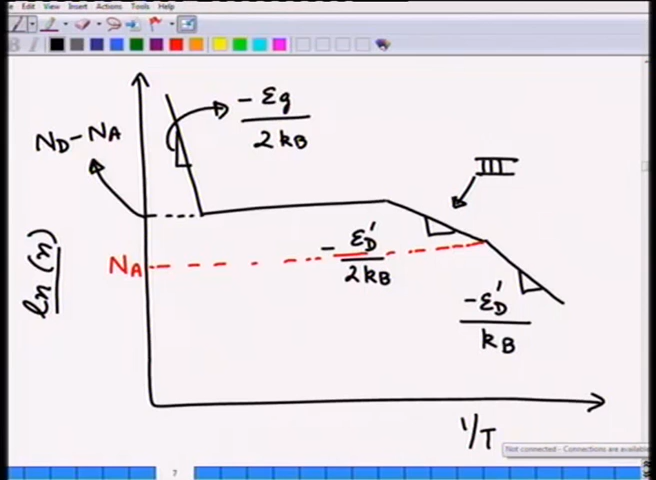 Edit View Insert Actions Tools Help
B I
- Eg
2kB
ND-NA
III
- ED'
2kB
NA
-ED'
kB
ln(n)
1/T
Not connected - Connections are available
7